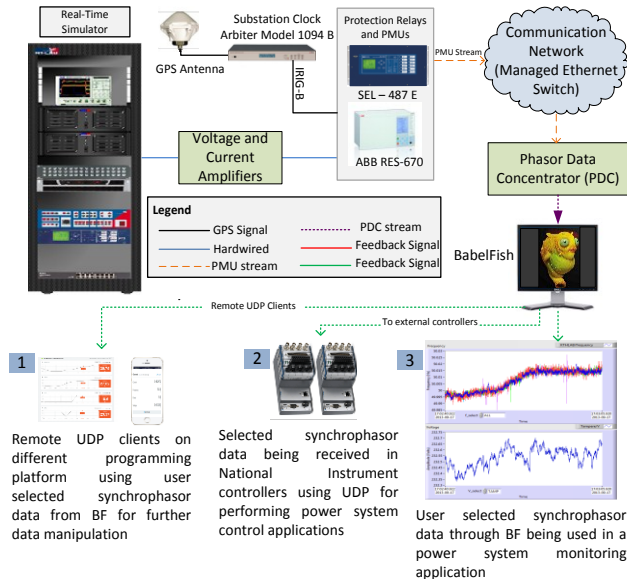 Real-Time
Simulator
Substation Clock
Arbiter Model 1094 B
GPS Antenna
IRIG-B
Protection Relays
and PMUs
SEL – 487 E
ABB RES-670
PMU Stream
Communication
Network
(Managed Ethernet
Switch)
Voltage and
Current
Amplifiers
Phasor Data
Concentrator (PDC)
Legend
GPS Signal
PDC stream
Hardwired
Feedback Signal
PMU stream
Feedback Signal
BabelFish
Remote UDP Clients
To external controllers
1
2
3
Frequency
Voltage
Remote UDP clients on
different programming
platform using user
selected synchrophasor
data from BF for further
data manipulation
Selected synchrophasor
data being received in
National Instrument
controllers using UDP for
performing power system
control applications
User selected synchrophasor
data through BF being used in a
power system monitoring
application